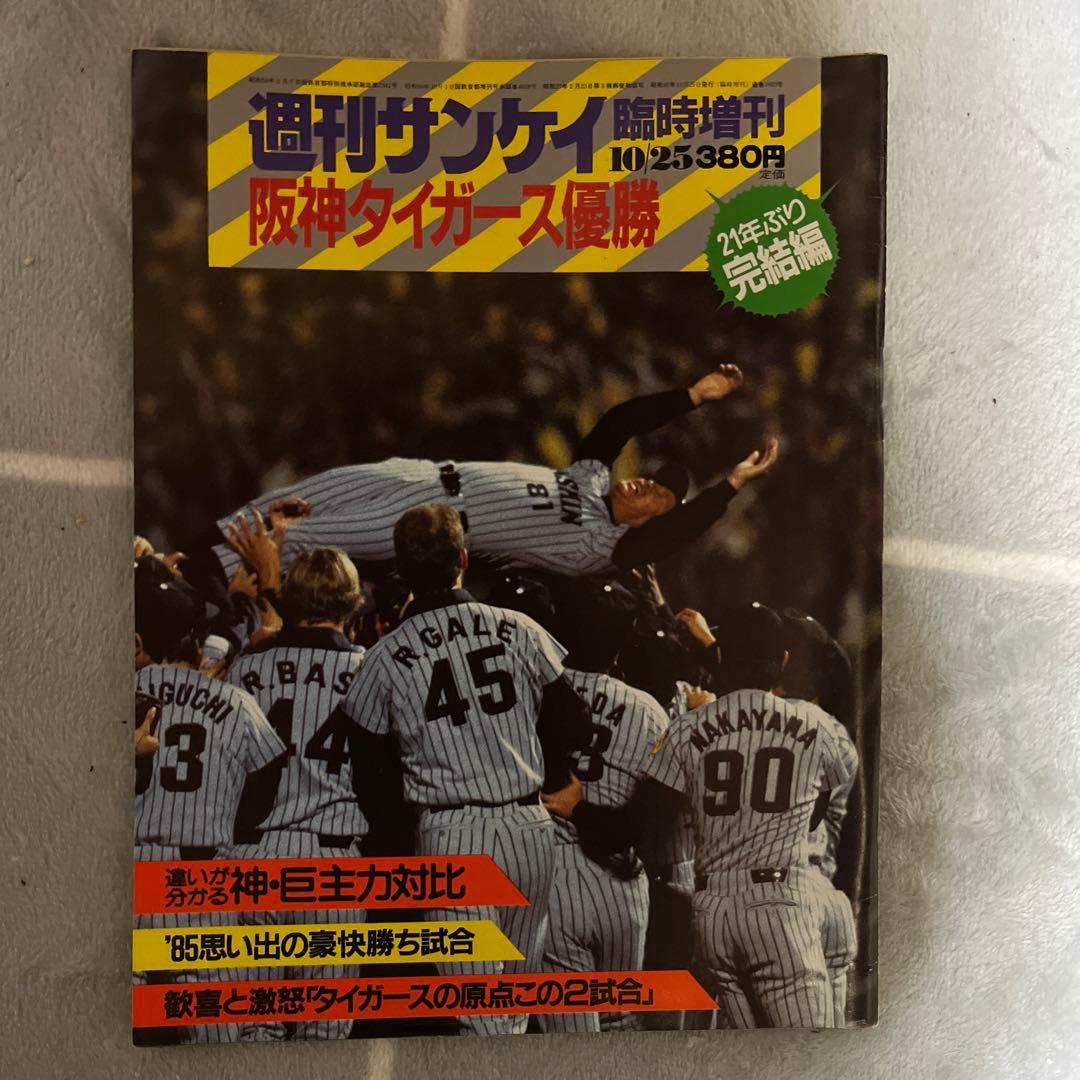 週刊サンケイ
臨時増刊
10/25 380円
定価
阪神タイガース優勝
21年ぶり
完結編
81
R.GALE
45
R.BAS
44
NAKAYAMA
90
違いが
分かる 神・巨主力対比
'85思い出の豪快勝ち試合
歓喜と激怒「タイガースの原点この2試合」